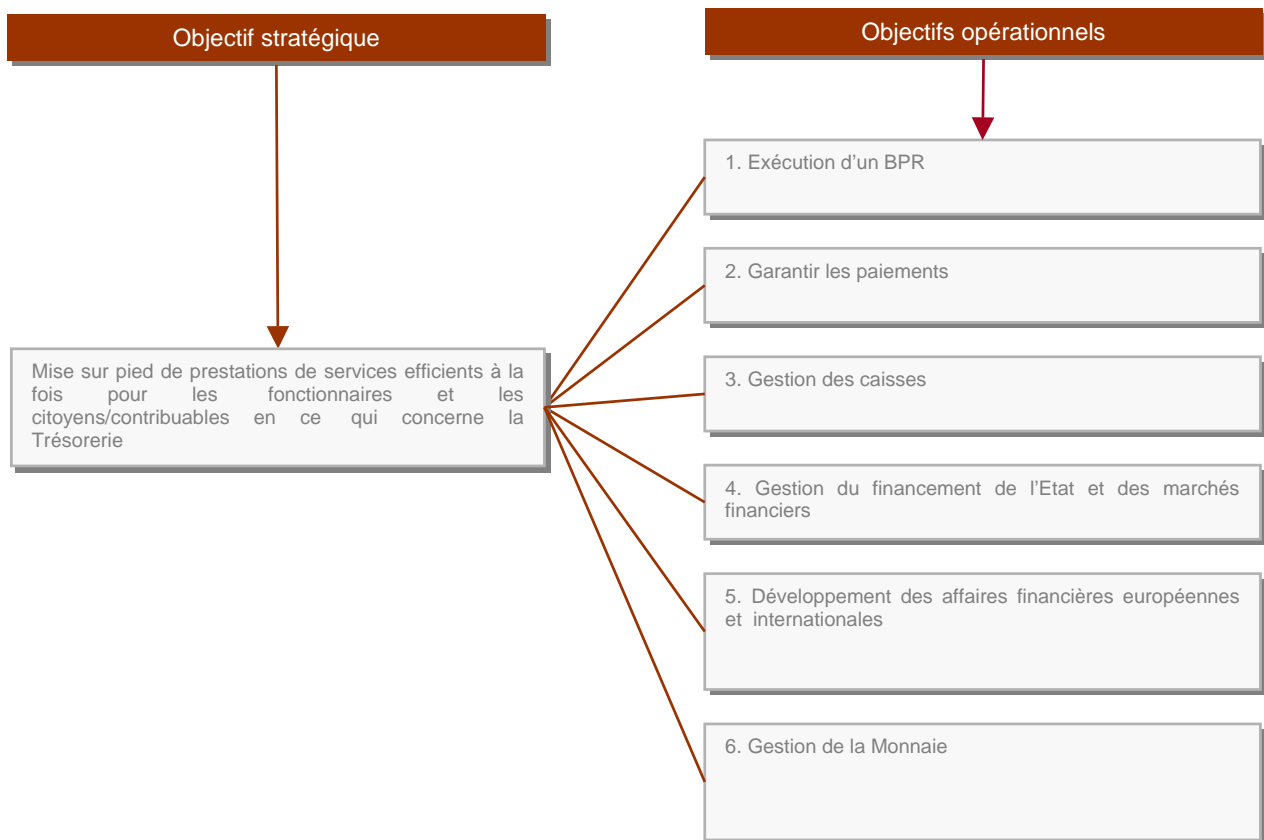 Objectif stratégique
Objectifs opérationnels
Mise sur pied de prestations de services efficients à la
fois pour les fonctionnaires et les
citoyens/contribuables en ce qui concerne la
Trésorerie
1. Exécution d'un BPR
2. Garantir les paiements
3. Gestion des caisses
4. Gestion du financement de l'Etat et des marchés
financiers
5. Développement des affaires financières européennes
et internationales
6. Gestion de la Monnaie